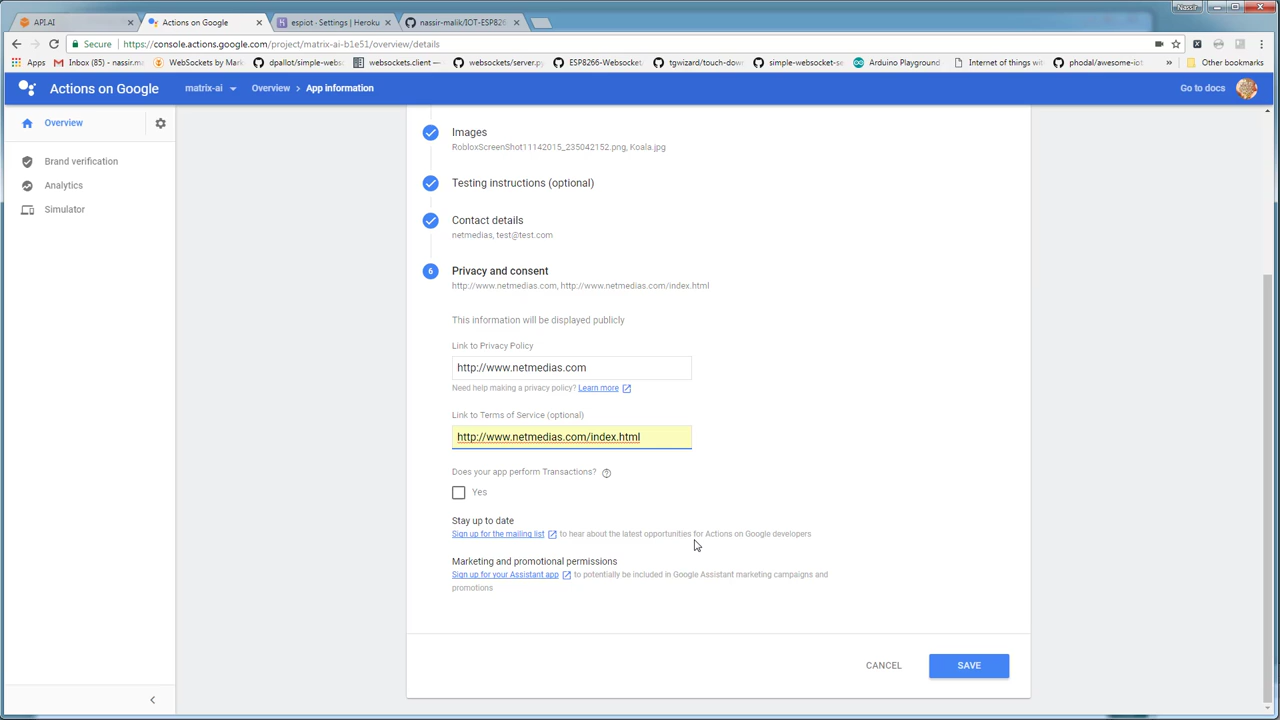 Nassir
API.AI
Actions on Google
espiot · Settings | Heroku
nassir-malik/IOT-ESP826
Secure
https://console.actions.google.com/project/matrix-ai-b1e51/overview/details
Apps
Inbox (85) - nassir.m
WebSockets by Mark
dpallot/simple-webs
websockets.client —
websockets/server.py
ESP8266-Websocket
tgwizard/touch-down
simple-websocket-se
Arduino Playground
Internet of things wi
phodal/awesome-iot
»
Other bookmarks
Actions on Google
matrix-ai
Overview > App information
Go to docs
Overview
Brand verification
Analytics
Simulator
Images
RobloxScreenShot11142015_235042152.png, Koala.jpg
Testing instructions (optional)
Contact details
netmedias, test@test.com
6
Privacy and consent
http://www.netmedias.com, http://www.netmedias.com/index.html
This information will be displayed publicly
Link to Privacy Policy
http://www.netmedias.com
Need help making a privacy policy? Learn more
Link to Terms of Service (optional)
http://www.netmedias.com/index.html
Does your app perform Transactions?
Yes
Stay up to date
Sign up for the mailing list to hear about the latest opportunities for Actions on Google developers
Marketing and promotional permissions
Sign up for your Assistant app to potentially be included in Google Assistant marketing campaigns and
promotions
CANCEL
SAVE